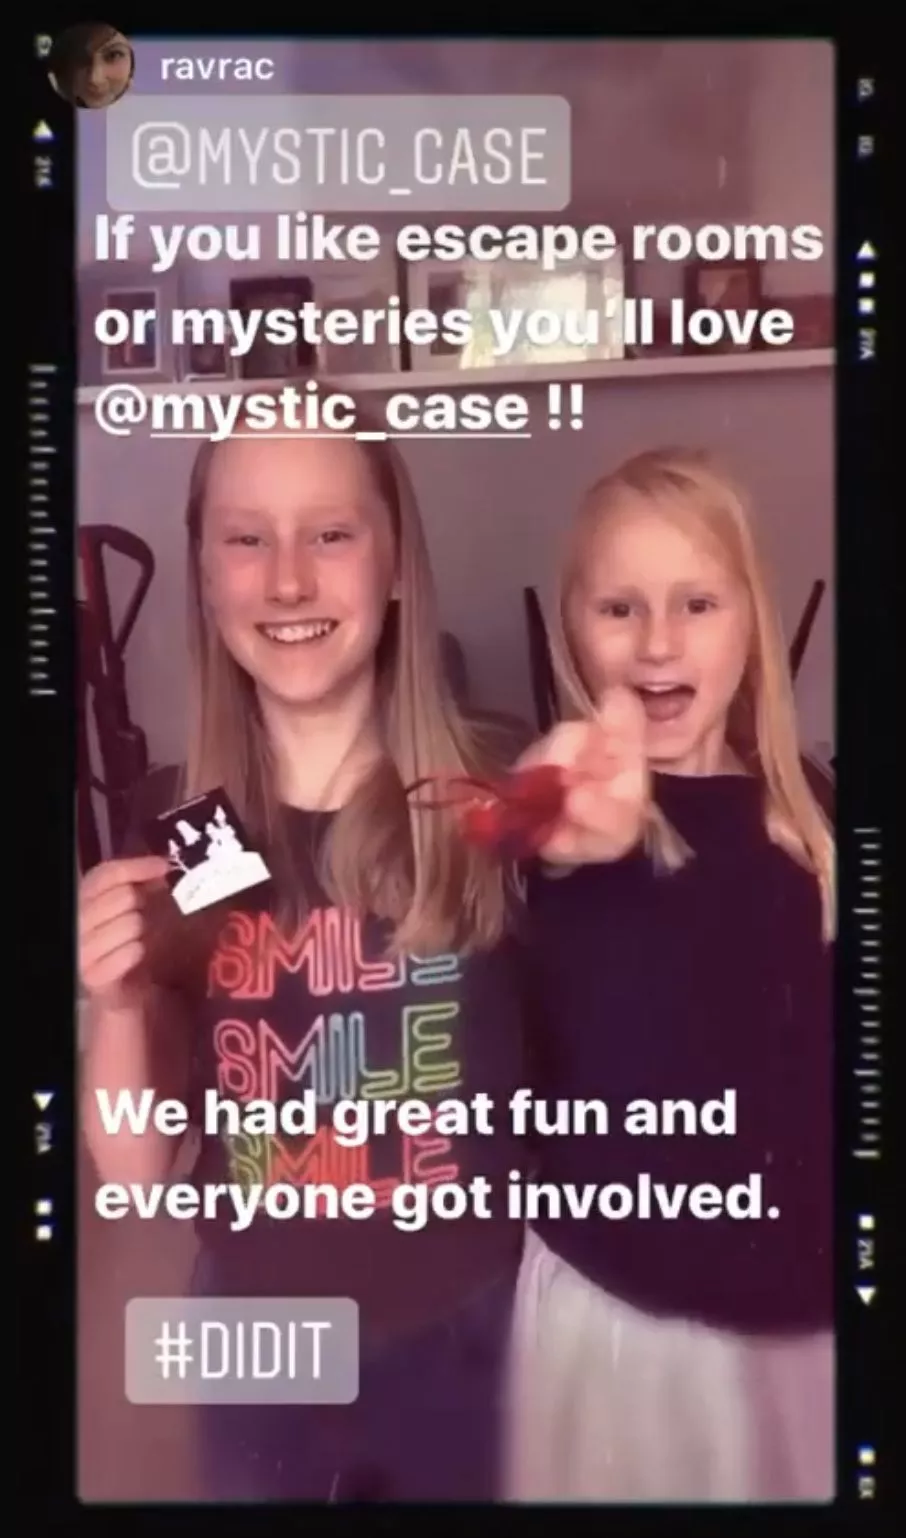 ravrac
@MYSTIC_CASE
If you like escape rooms
or mysteries you'll love
@mystic_case !!
SMILE
SMILE
SMILE
We had great fun and
everyone got involved.
#DIDIT